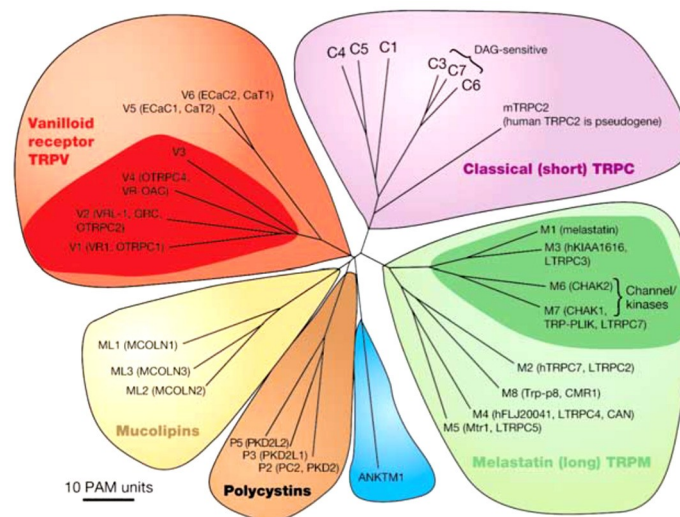 V6 (ECaC2, CaT1)
V5 (ECaC1, CaT2)
Vanilloid
receptor
TRPV
V3
V4 (OTRPC4,
VR-OAC)
V2 (VRL-1, GRC,
OTRPC2)
V1 (VR1, OTRPC1)
C4
C5
C1
DAG-sensitive
C3
C7
C6
mTRPC2
(human TRPC2 is pseudogene)
Classical (short) TRPC
M1 (melastatin)
M3 (hKIAA1616,
LTRPC3)
M6 (CHAK2)
M7 (CHAK1,
TRP-PLIK, LTRPC7)
Channel/
kinases
M2 (hTRPC7, LTRPC2)
M8 (Trp-p8, CMR1)
M4 (hFLJ20041, LTRPC4, CAN)
M5 (Mtr1, LTRPC5)
Melastatin (long) TRPM
ML1 (MCOLN1)
ML3 (MCOLN3)
ML2 (MCOLN2)
Mucolipins
P5 (PKD2L2)
P3 (PKD2L1)
P2 (PC2, PKD2)
Polycystins
ANKTM1
10 PAM units